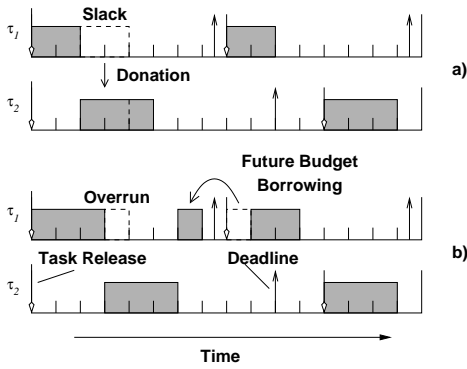 Slack
τ1
a)
Donation
τ2
Future Budget
Borrowing
Overrun
τ1
b)
Task Release
Deadline
τ2
Time